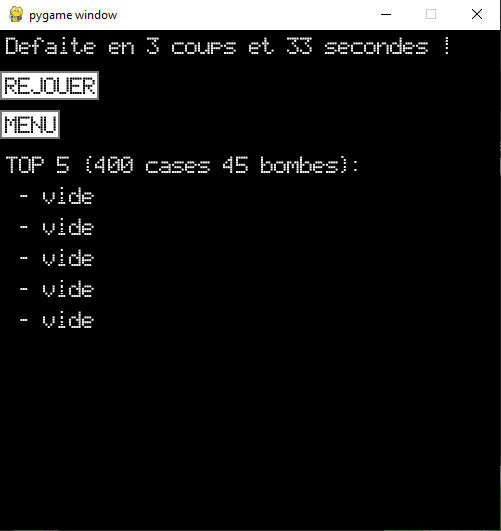 pygame window
Defaite en 3 coups et 33 secondes !
REJOUER
MENU
TOP 5 (400 cases 45 bombes):
- vide
- vide
- vide
- vide
- vide